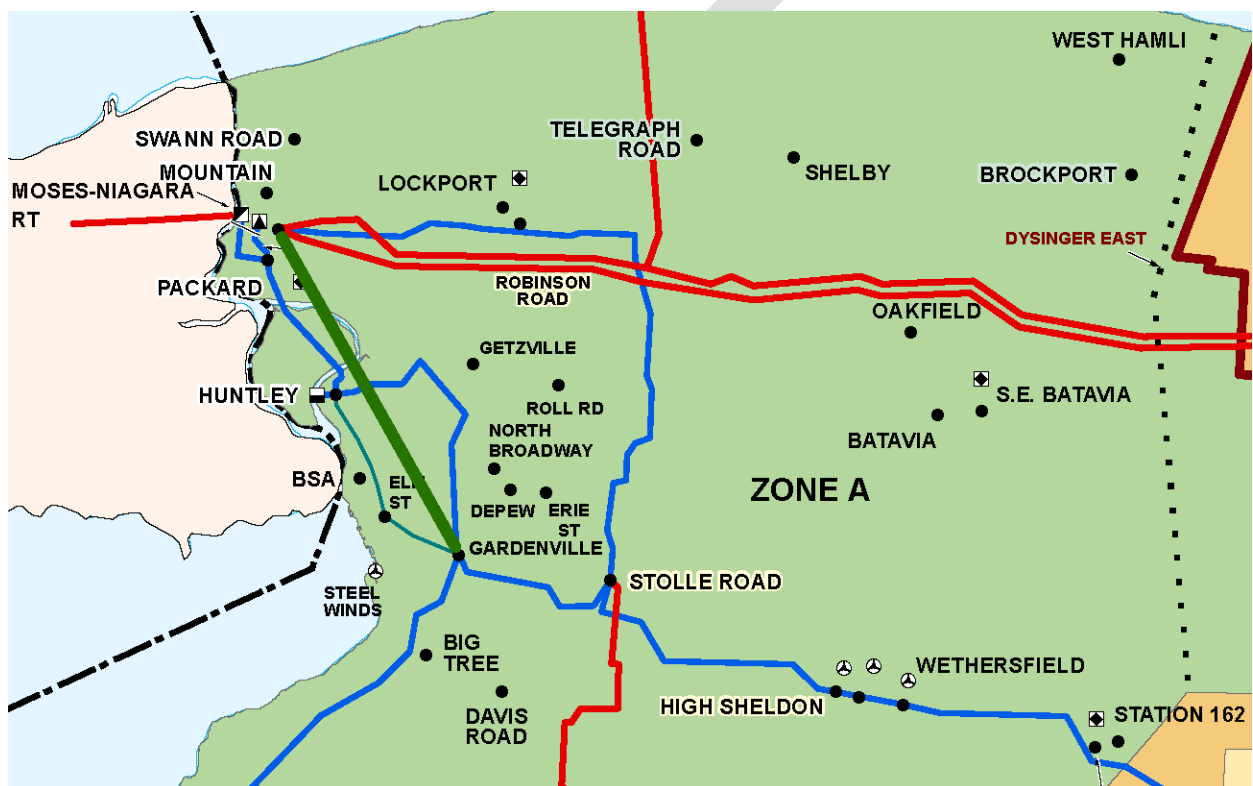 WEST HAMLI
SWANN ROAD
TELEGRAPH
ROAD
MOUNTAIN
SHELBY
MOSES-NIAGARA
LOCKPORT
BROCKPORT
RT
DYSINGER EAST
PACKARD
ROBINSON
ROAD
OAKFIELD
GETZVILLE
HUNTLEY
ROLL RD
S.E. BATAVIA
NORTH
BROADWAY
BATAVIA
BSA
ZONE A
ST
DEPEW
ERIE
ST
GARDENVILLE
STOLLE ROAD
STEEL
WINDS
BIG
TREE
WETHERSFIELD
HIGH SHELDON
DAVIS
ROAD
STATION 162